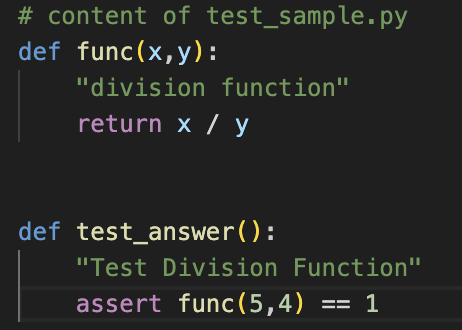 # content of test_sample.py
def func(x,y):
    "division function"
    return x / y
def test_answer():
    "Test Division Function"
    assert func(5,4) == 1